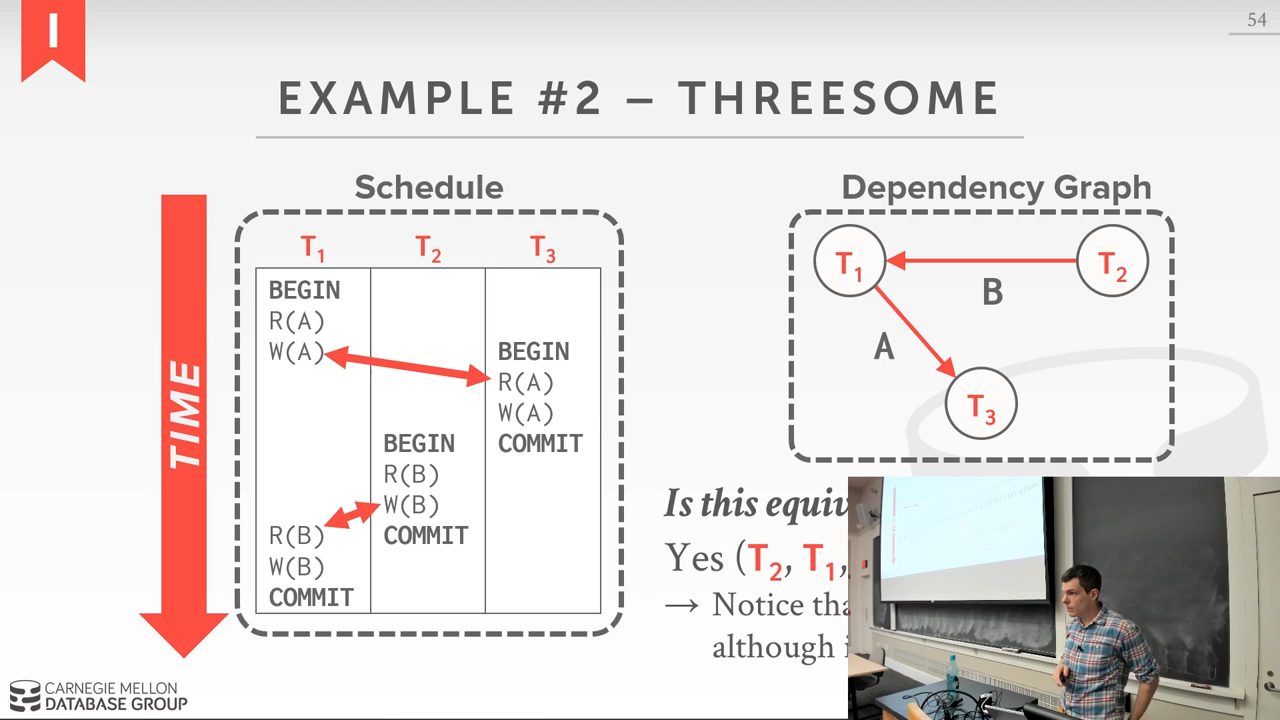 I
54
EXAMPLE #2 – THREESOME
Schedule
Dependency Graph
TIME
T1 T2 T3
BEGIN
R(A)
W(A)
BEGIN
R(A)
W(A)
COMMIT
BEGIN
R(B)
W(B)
COMMIT
R(B)
W(B)
COMMIT
T1
T2
B
A
T3
Is this equiv
Yes (T2, T1,
→ Notice tha
although i
CARNEGIE MELLON
DATABASE GROUP